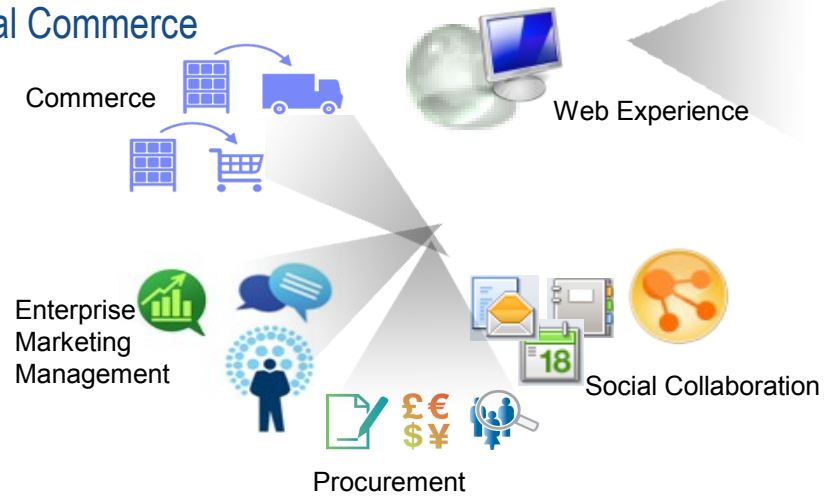 al Commerce
Commerce
Web Experience
Enterprise
Marketing
Management
18
Social Collaboration
£€
$¥
Procurement